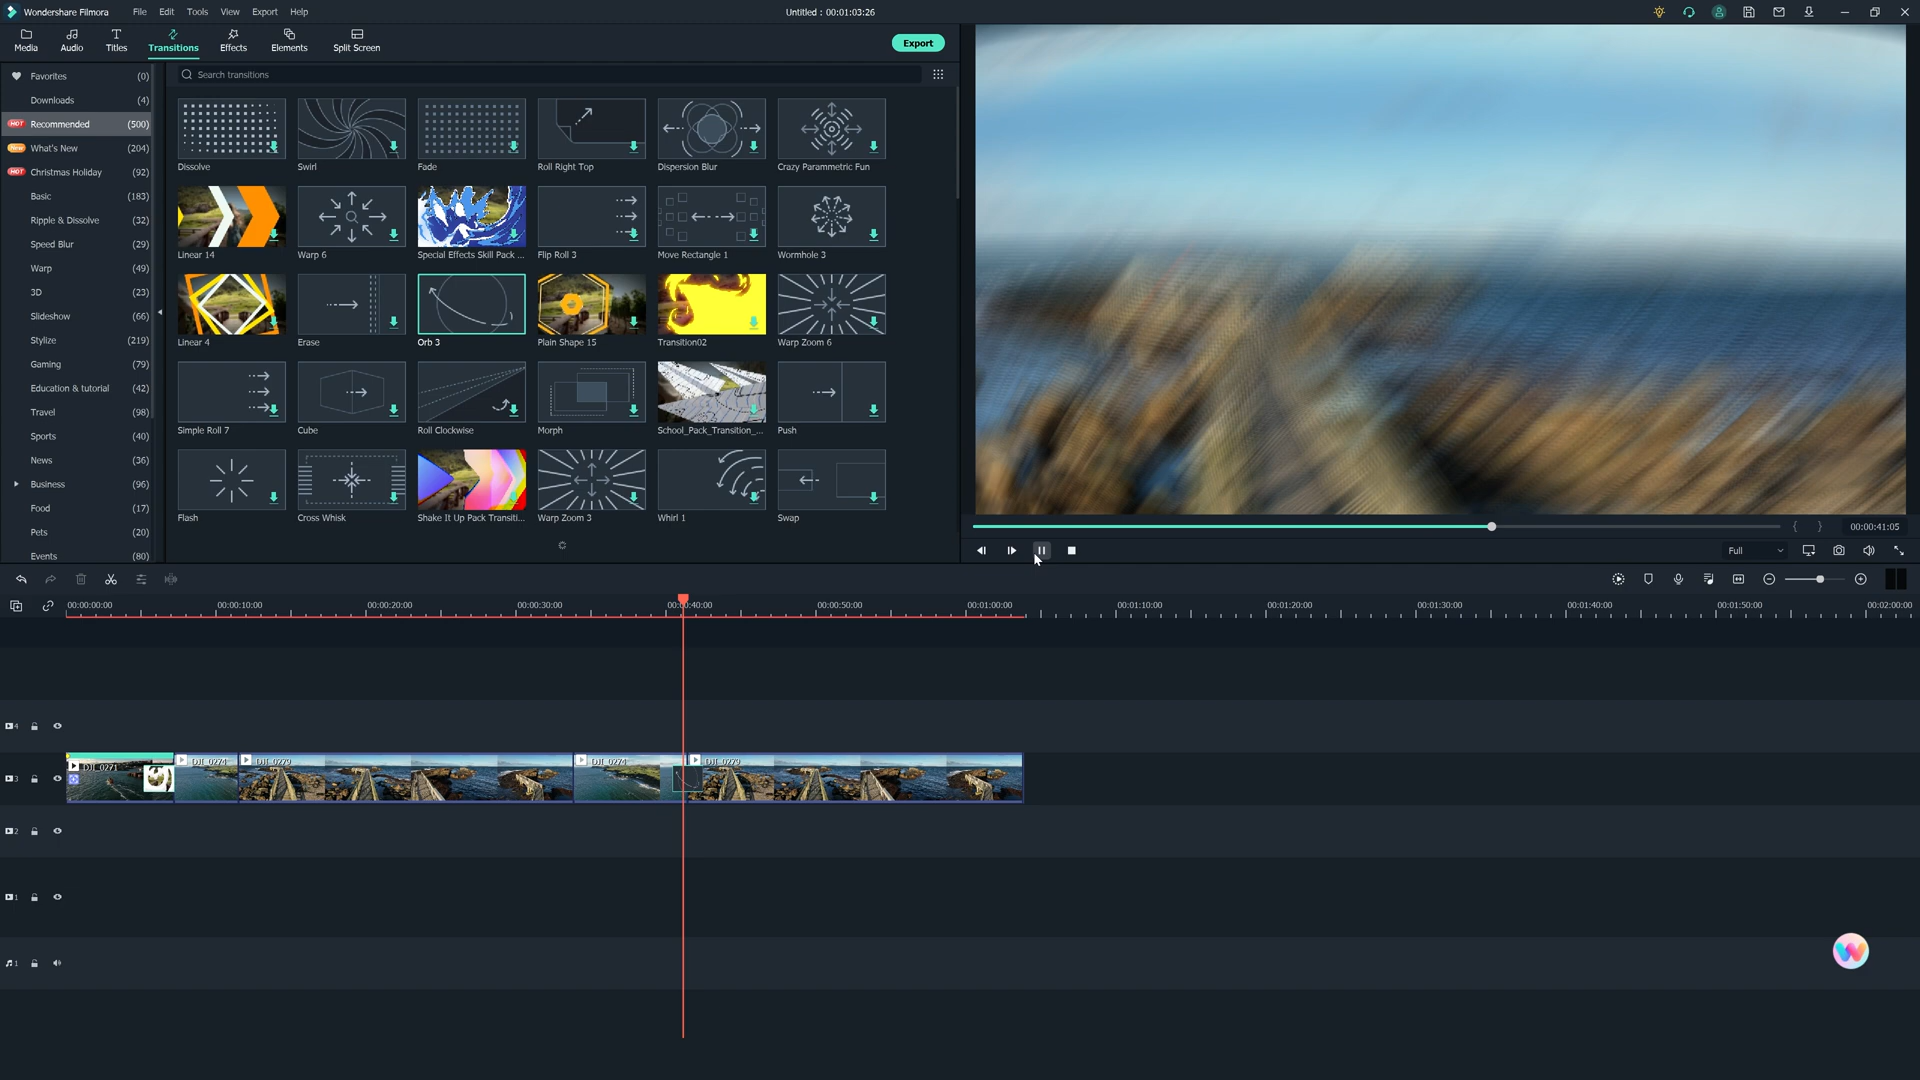 Wondershare Filmora File Edit Tools View Export Help Untitled : 00:01:03:26
Media Audio Titles Transitions Effects Elements Split Screen Export
Favorites (0)
Downloads (4)
HOT Recommended (500)
New What's New (204)
HOT Christmas Holiday (92)
Basic (183)
Ripple & Dissolve (32)
Speed Blur (29)
Warp (49)
3D (23)
Slideshow (66)
Stylize (219)
Gaming (79)
Education & tutorial (42)
Travel (98)
Sports (40)
News (36)
Business (96)
Food (17)
Pets (20)
Events (80)
Search transitions
Dissolve Swirl Fade Roll Right Top Dispersion Blur Crazy Parammetric Fun
Linear 14 Warp 6 Special Effects Skill Pack ... Flip Roll 3 Move Rectangle 1 Wormhole 3
Linear 4 Erase Orb 3 Plain Shape 15 Transition02 Warp Zoom 6
Simple Roll 7 Cube Roll Clockwise Morph School_Pack_Transition_... Push
Flash Cross Whisk Shake It Up Pack Transiti... Warp Zoom 3 Whirl 1 Swap
{ } 00:00:41:05
Full
00:00:00:00 00:00:10:00 00:00:20:00 00:00:30:00 00:00:40:00 00:00:50:00 00:01:00:00 00:01:10:00 00:01:20:00 00:01:30:00 00:01:40:00 00:01:50:00 00:02:00:00
4
3 DJI_0271 DJI_0274 DJI_0279 DJI_0274 DJI_0279
2
1
1